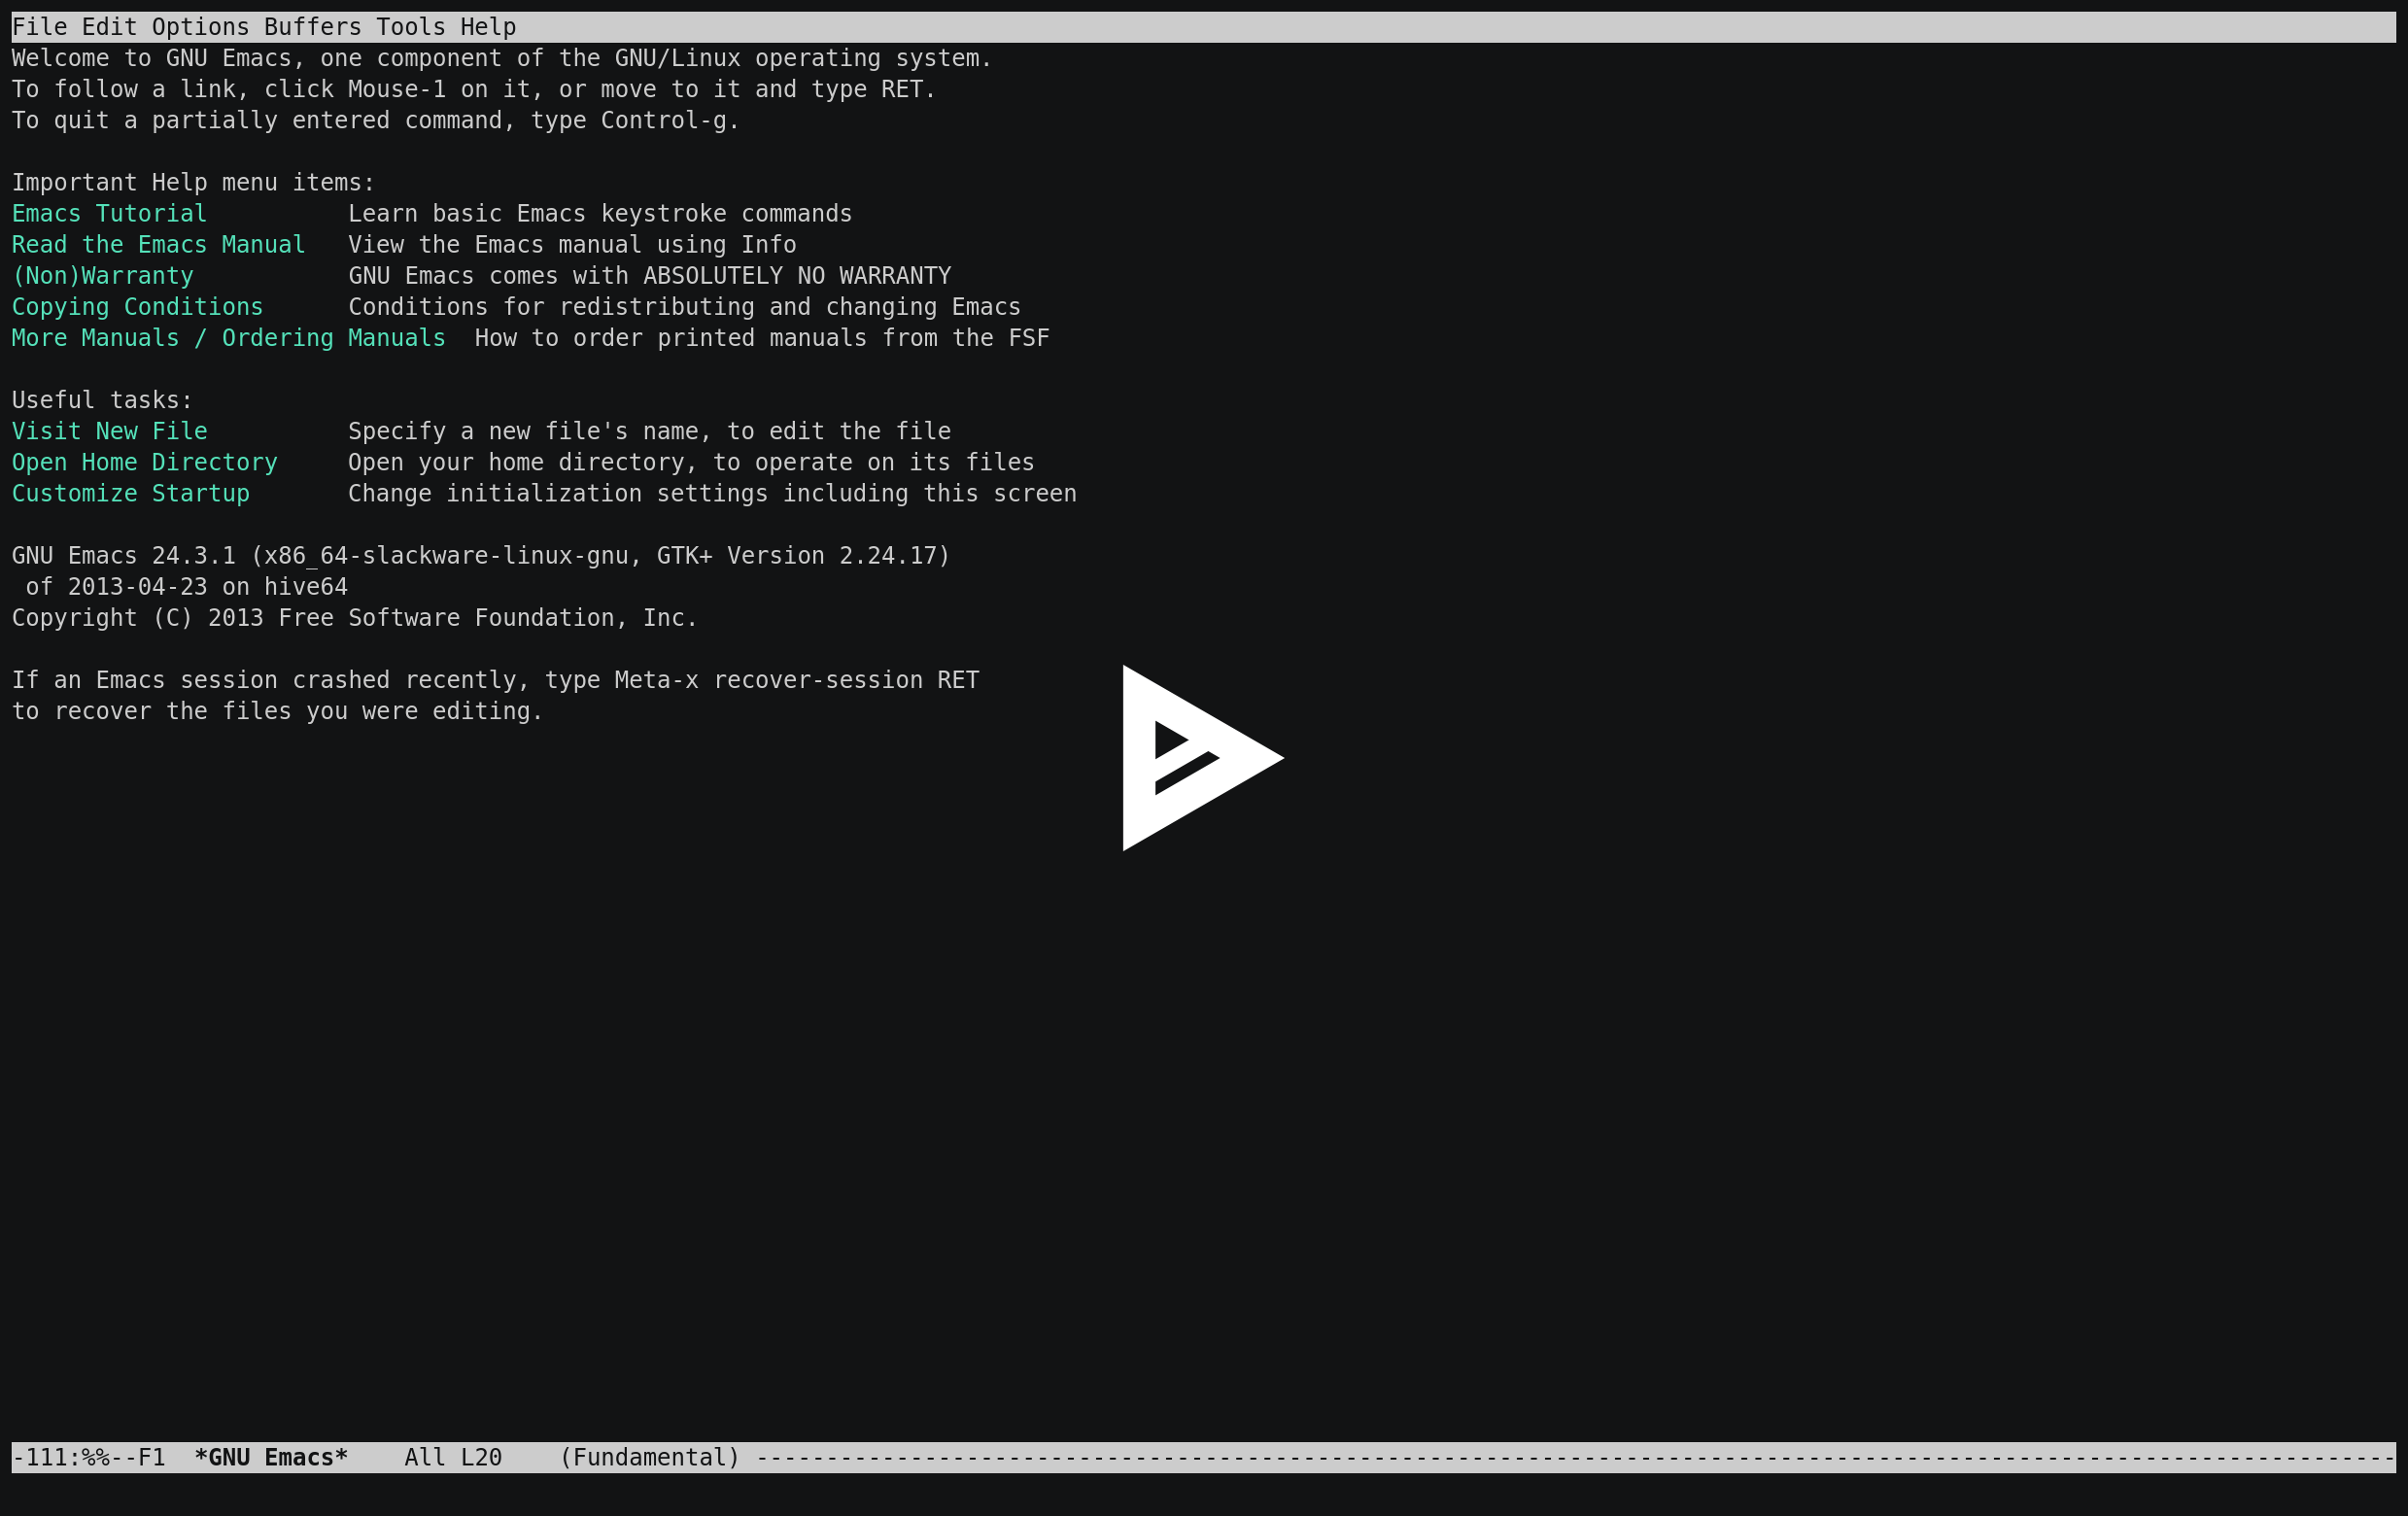 File Edit Options Buffers Tools Help
Welcome to GNU Emacs, one component of the GNU/Linux operating system.
To follow a link, click Mouse-1 on it, or move to it and type RET.
To quit a partially entered command, type Control-g.
Important Help menu items:
Emacs Tutorial          Learn basic Emacs keystroke commands
Read the Emacs Manual   View the Emacs manual using Info
(Non)Warranty           GNU Emacs comes with ABSOLUTELY NO WARRANTY
Copying Conditions      Conditions for redistributing and changing Emacs
More Manuals / Ordering Manuals  How to order printed manuals from the FSF
Useful tasks:
Visit New File          Specify a new file's name, to edit the file
Open Home Directory     Open your home directory, to operate on its files
Customize Startup       Change initialization settings including this screen
GNU Emacs 24.3.1 (x86_64-slackware-linux-gnu, GTK+ Version 2.24.17)
 of 2013-04-23 on hive64
Copyright (C) 2013 Free Software Foundation, Inc.
If an Emacs session crashed recently, type Meta-x recover-session RET
to recover the files you were editing.
-111:%%--F1  *GNU Emacs*    All L20    (Fundamental) ---------------------------------------------------------------------------------------------------------------------